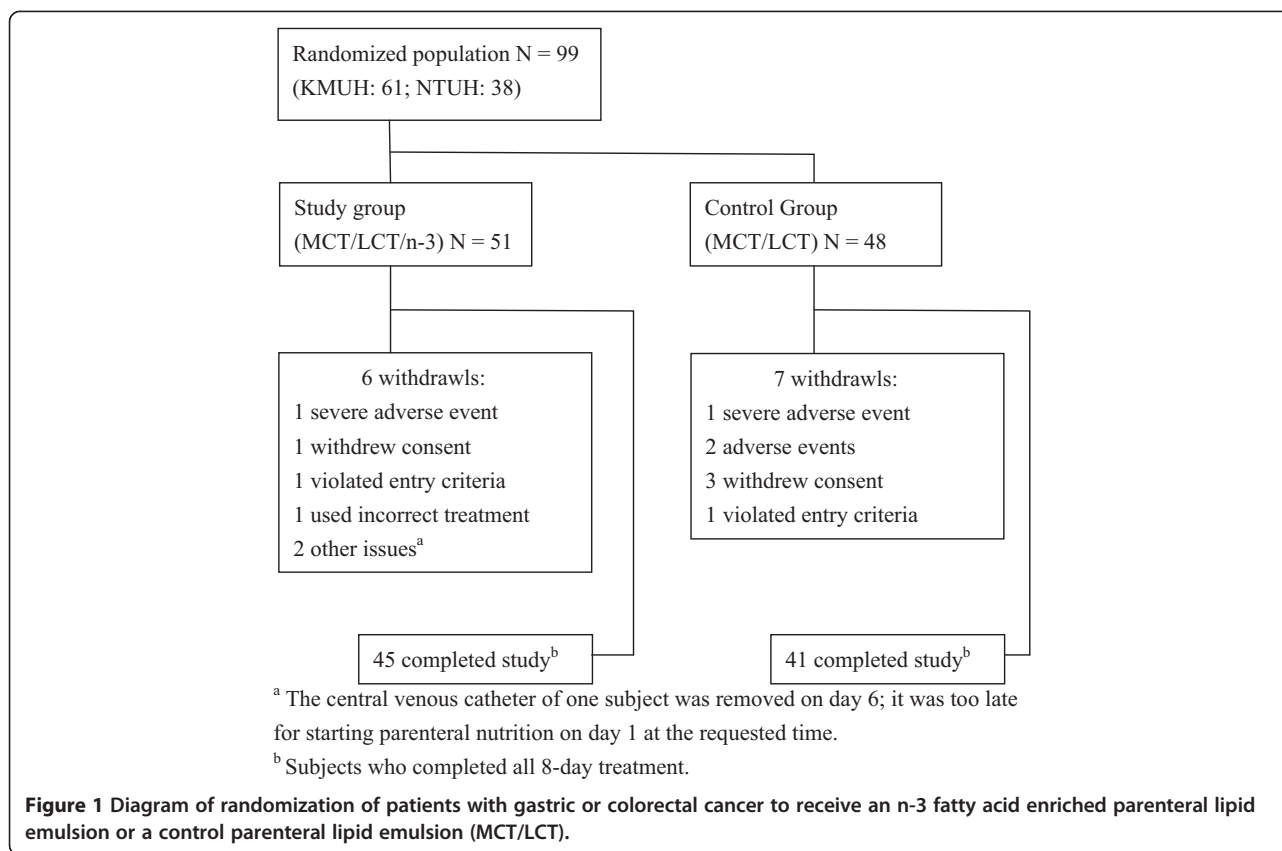 Randomized population N = 99
(KMUH: 61; NTUH: 38)
Study group
(MCT/LCT/n-3) N = 51
Control Group
(MCT/LCT) N = 48
6 withdrawls:
1 severe adverse event
1 withdrew consent
1 violated entry criteria
1 used incorrect treatment
2 other issues^a
7 withdrawls:
1 severe adverse event
2 adverse events
3 withdrew consent
1 violated entry criteria
45 completed study^b
41 completed study^b
^a The central venous catheter of one subject was removed on day 6; it was too late
for starting parenteral nutrition on day 1 at the requested time.
^b Subjects who completed all 8-day treatment.
Figure 1 Diagram of randomization of patients with gastric or colorectal cancer to receive an n-3 fatty acid enriched parenteral lipid
emulsion or a control parenteral lipid emulsion (MCT/LCT).